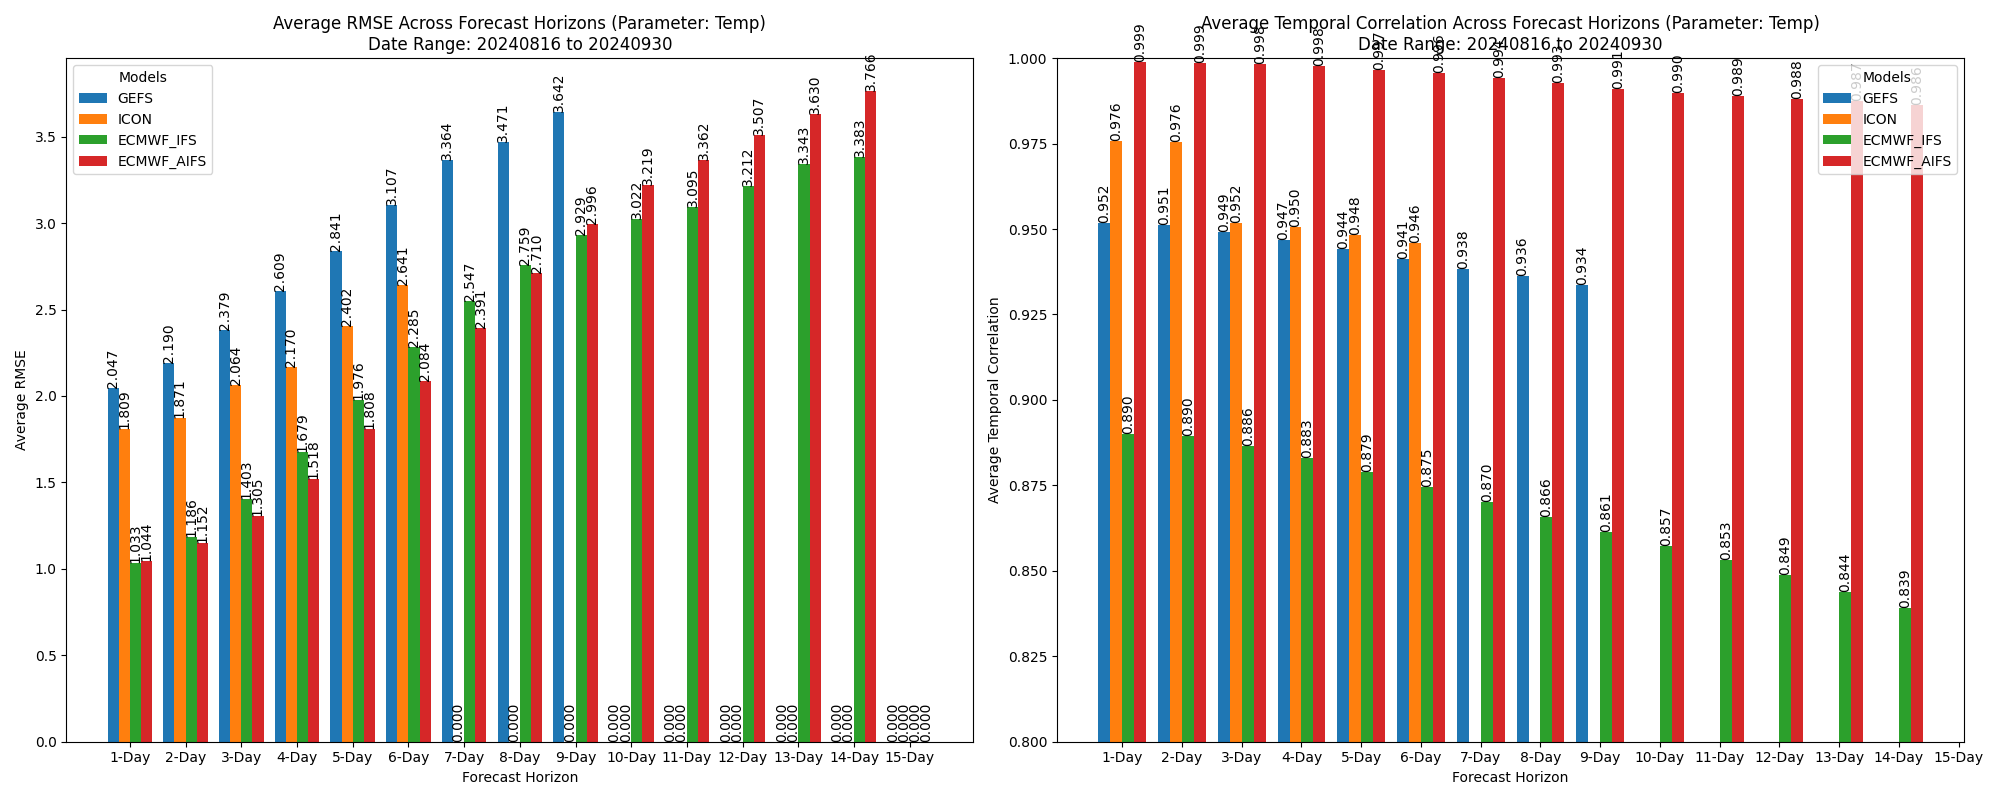 Average RMSE Across Forecast Horizons (Parameter: Temp)
Date Range: 20240816 to 20240930
Models
GEFS
ICON
ECMWF_IFS
ECMWF_AIFS
Average RMSE
3.5
3.0
2.5
2.0
1.5
1.0
0.5
0.0
2.047
1.809
1.033
1.044
2.190
1.871
1.186
1.152
2.379
2.064
1.403
1.305
2.609
2.170
1.679
1.518
2.841
2.402
1.976
1.808
3.107
2.641
2.285
2.084
3.364
0.000
2.547
2.391
3.471
0.000
2.759
2.710
3.642
0.000
2.929
2.996
0.000
0.000
3.022
3.219
0.000
0.000
3.095
3.362
0.000
0.000
3.212
3.507
0.000
0.000
3.343
3.630
0.000
0.000
3.383
3.766
0.000
0.000
0.000
0.000
1-Day
2-Day
3-Day
4-Day
5-Day
6-Day
7-Day
8-Day
9-Day
10-Day
11-Day
12-Day
13-Day
14-Day
15-Day
Forecast Horizon
Average Temporal Correlation Across Forecast Horizons (Parameter: Temp)
Date Range: 20240816 to 20240930
Models
GEFS
ICON
ECMWF_IFS
ECMWF_AIFS
Average Temporal Correlation
1.000
0.975
0.950
0.925
0.900
0.875
0.850
0.825
0.800
0.952
0.976
0.890
0.999
0.951
0.976
0.890
0.999
0.949
0.952
0.886
0.998
0.947
0.950
0.883
0.998
0.944
0.948
0.879
0.997
0.941
0.946
0.875
0.996
0.938
0.870
0.994
0.936
0.866
0.993
0.934
0.861
0.991
0.857
0.990
0.853
0.989
0.849
0.988
0.844
0.987
0.839
0.986
1-Day
2-Day
3-Day
4-Day
5-Day
6-Day
7-Day
8-Day
9-Day
10-Day
11-Day
12-Day
13-Day
14-Day
15-Day
Forecast Horizon